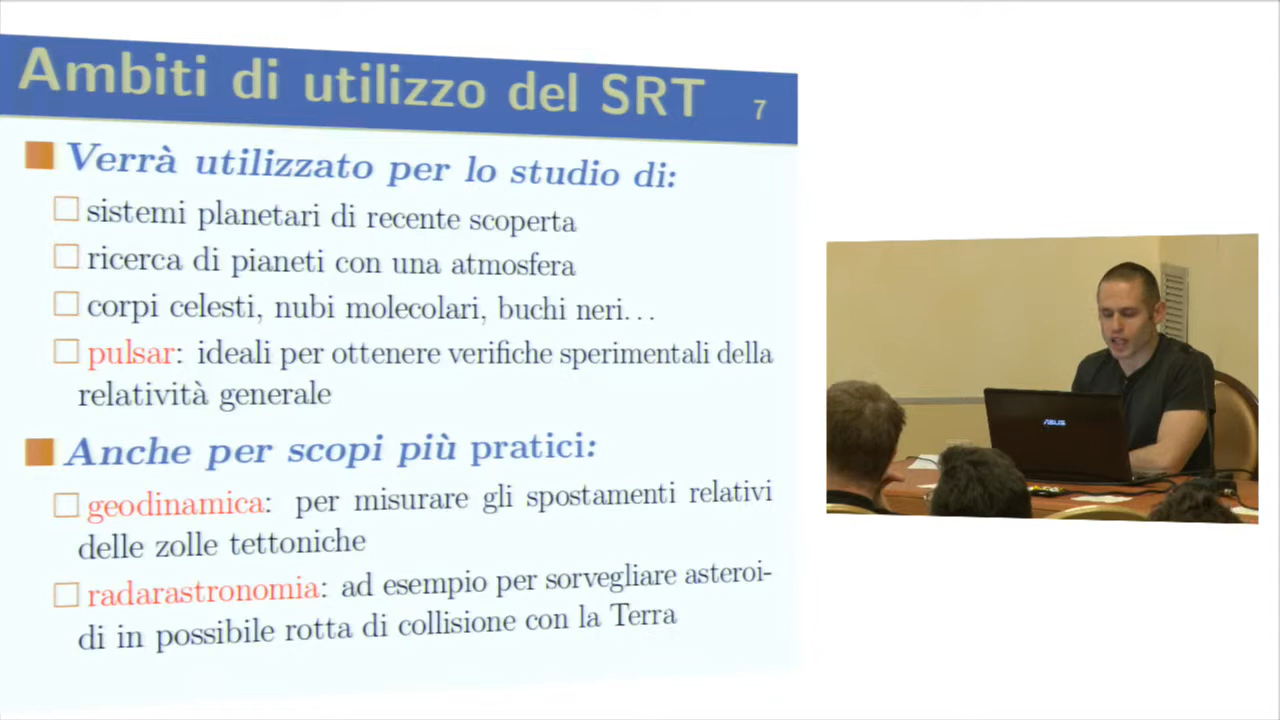 Ambiti di utilizzo del SRT 7
Verrà utilizzato per lo studio di:
sistemi planetari di recente scoperta
ricerca di pianeti con una atmosfera
corpi celesti, nubi molecolari, buchi neri...
pulsar: ideali per ottenere verifiche sperimentali della
relatività generale
Anche per scopi più pratici:
geodinamica: per misurare gli spostamenti relativi
delle zolle tettoniche
radarastronomia: ad esempio per sorvegliare asteroi-
di in possibile rotta di collisione con la Terra
ASUS